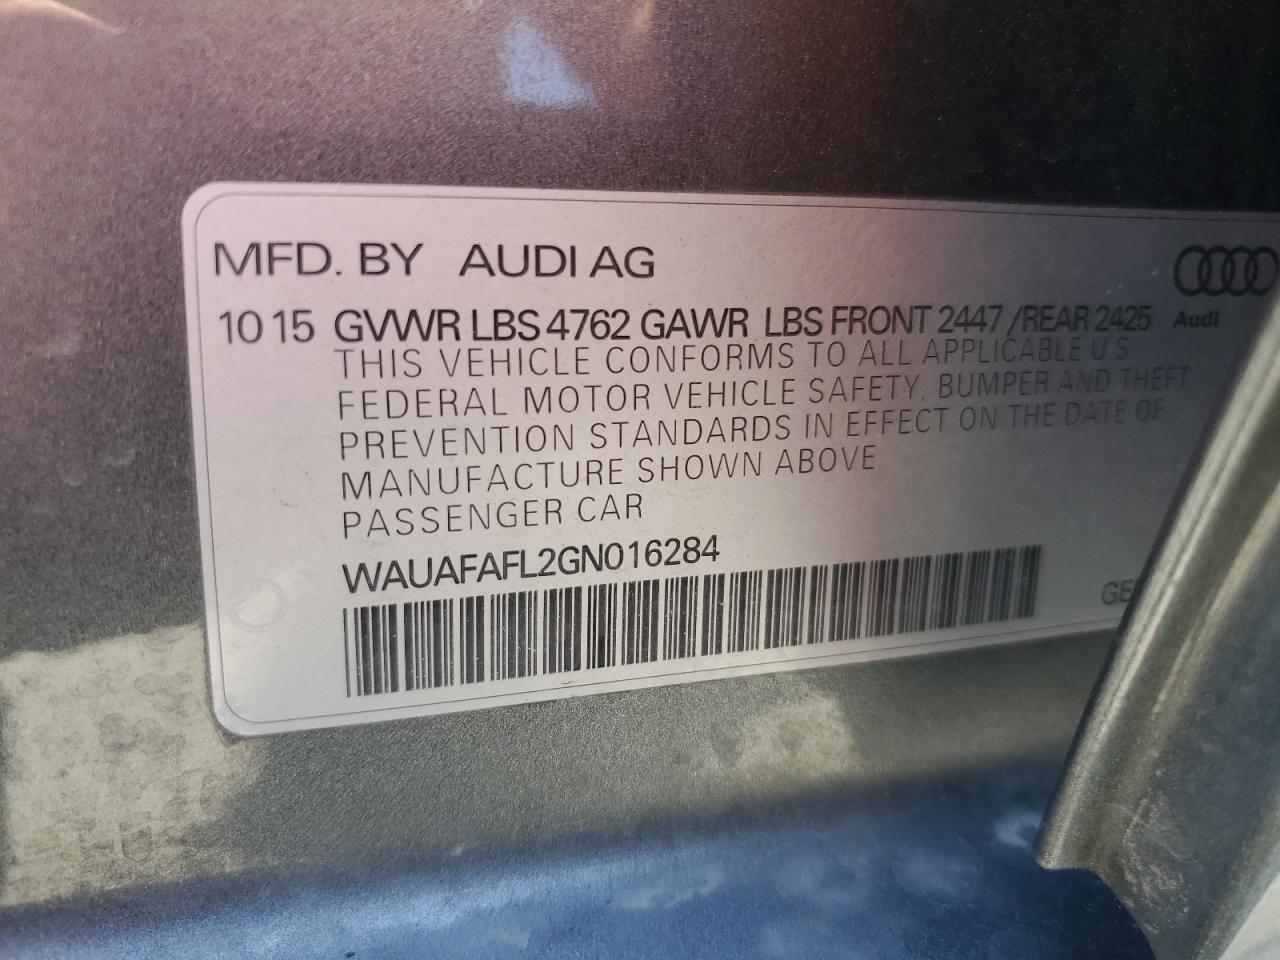 MFD. BY AUDI AG
10 15 GVWR LBS 4762 GAWR LBS FRONT 2447 /REAR 2425 Audi
THIS VEHICLE CONFORMS TO ALL APPLICABLE U S
FEDERAL MOTOR VEHICLE SAFETY, BUMPER AND THEFT
PREVENTION STANDARDS IN EFFECT ON THE DATE OF
MANUFACTURE SHOWN ABOVE
PASSENGER CAR
WAUAFAFL2GN016284